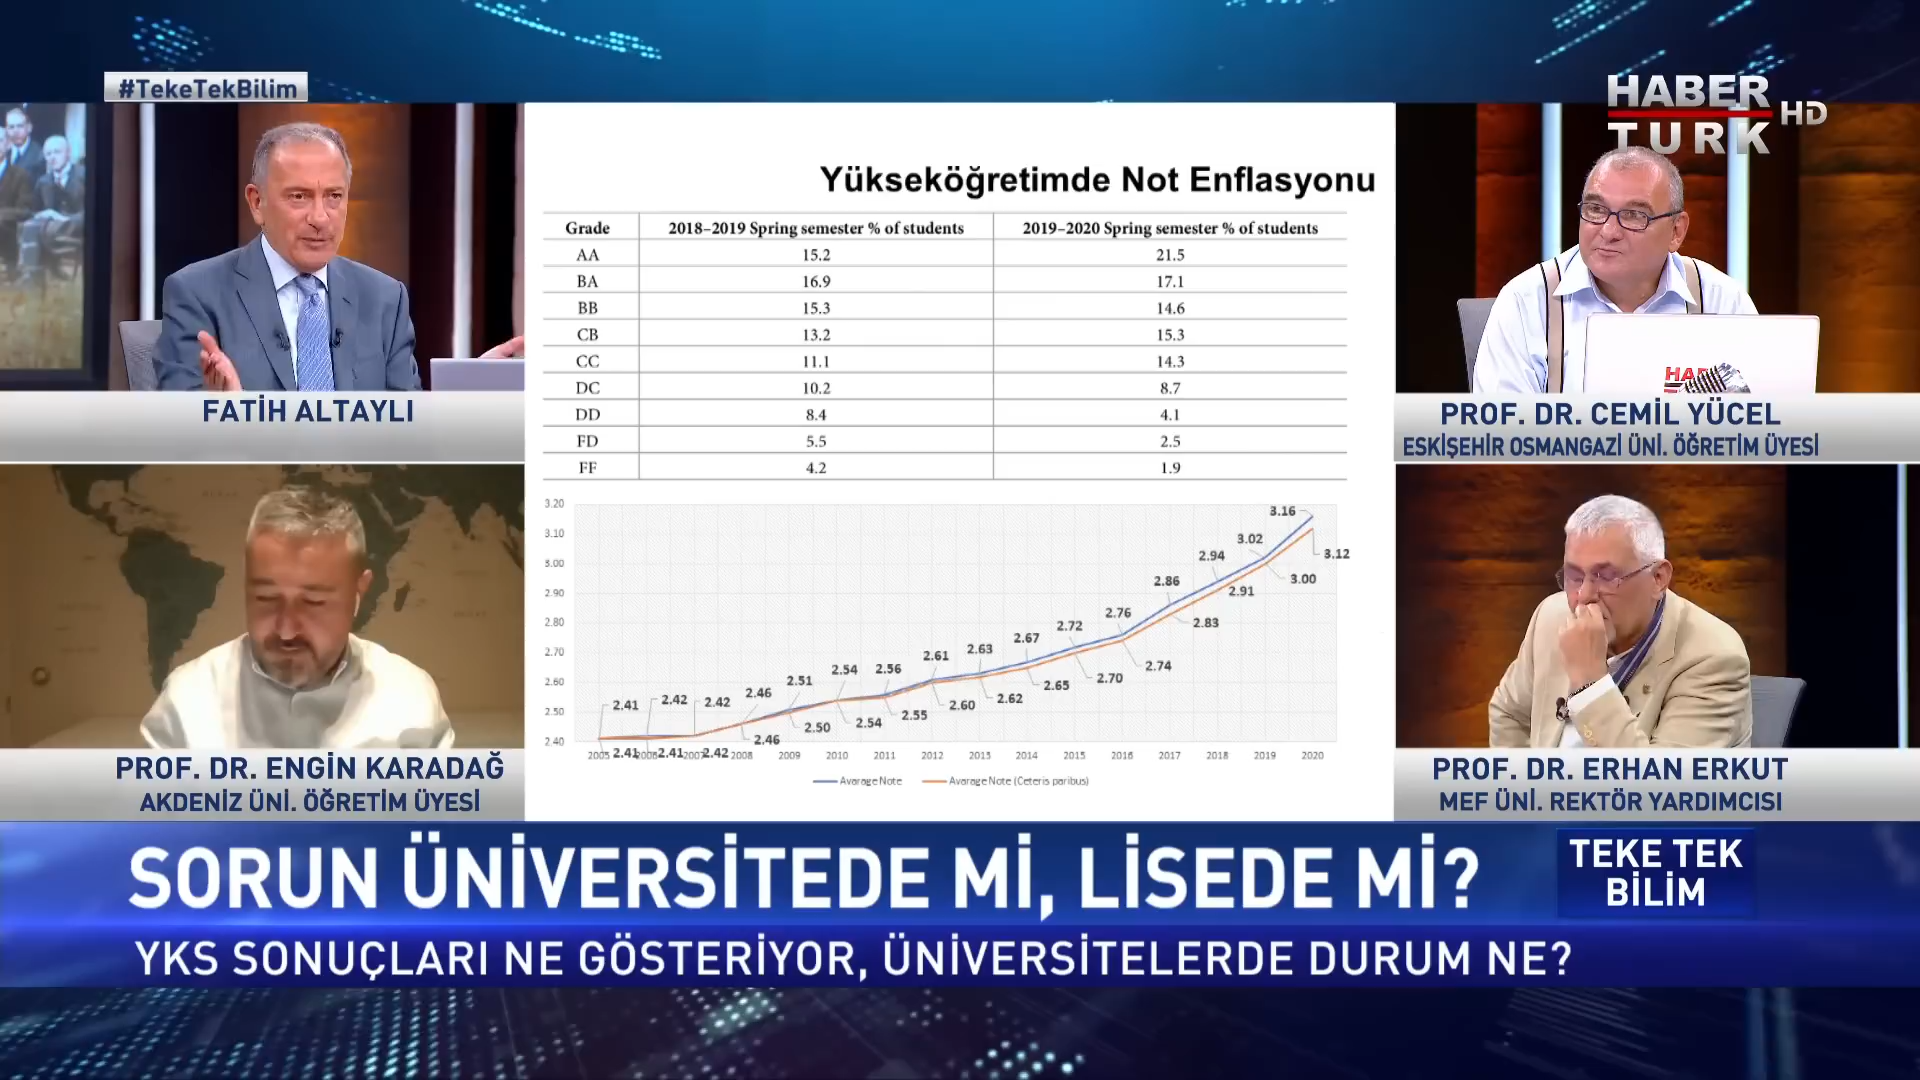 #TekeTekBilim
HABER
TURK HD
Yükseköğretimde Not Enflasyonu
Grade 2018–2019 Spring semester % of students 2019–2020 Spring semester % of students
AA 15.2 21.5
BA 16.9 17.1
BB 15.3 14.6
CB 13.2 15.3
CC 11.1 14.3
DC 10.2 8.7
DD 8.4 4.1
FD 5.5 2.5
FF 4.2 1.9
FATİH ALTAYLI
PROF. DR. CEMİL YÜCEL
ESKİŞEHİR OSMANGAZİ ÜNİ. ÖĞRETİM ÜYESİ
3.20
3.10
3.00
2.90
2.80
2.70
2.60
2.50
2.40
2.41 2.42 2.42 2.46 2.51 2.54 2.56 2.61 2.63 2.67 2.72 2.76 2.86 2.94 3.02 3.16
2.41 2.41 2.42 2.46 2.50 2.54 2.55 2.60 2.62 2.65 2.70 2.74 2.83 2.91 3.00 3.12
2005 2006 2007 2008 2009 2010 2011 2012 2013 2014 2015 2016 2017 2018 2019 2020
Avarage Note Avarage Note (Ceteris paribus)
PROF. DR. ENGİN KARADAĞ
AKDENİZ ÜNİ. ÖĞRETİM ÜYESİ
PROF. DR. ERHAN ERKUT
MEF ÜNİ. REKTÖR YARDIMCISI
SORUN ÜNİVERSİTEDE Mİ, LİSEDE Mİ?
TEKE TEK
BİLİM
YKS SONUÇLARI NE GÖSTERİYOR, ÜNİVERSİTELERDE DURUM NE?